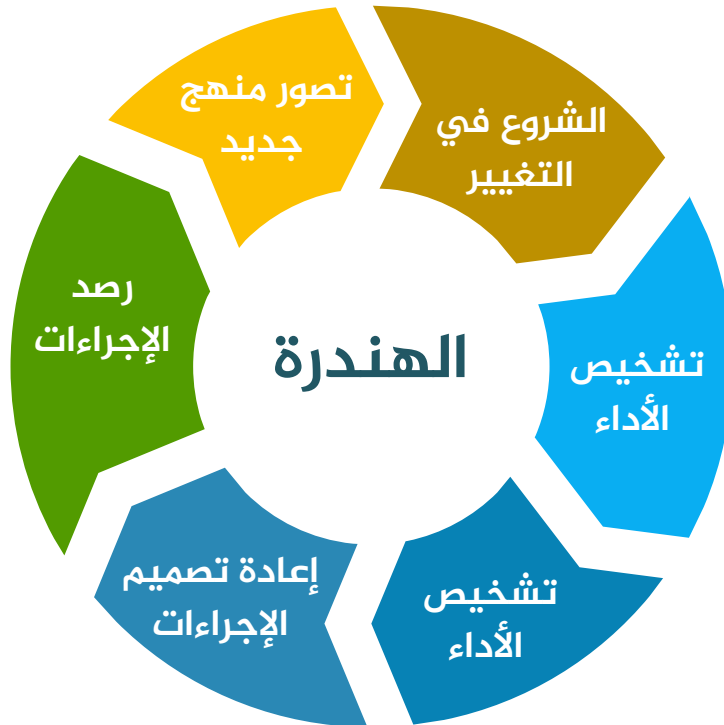 تصور منهج
جديد
الشروع في
التغيير
تشخيص
الأداء
تشخيص
الأداء
إعادة تصميم
الإجراءات
رصد
الإجراءات
الهندرة